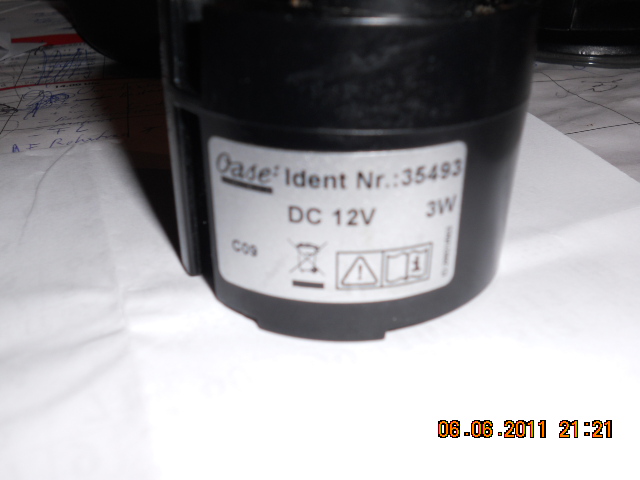 Oase: Ident Nr.:35493
DC 12V 3W
C09
06.06.2011 21:21